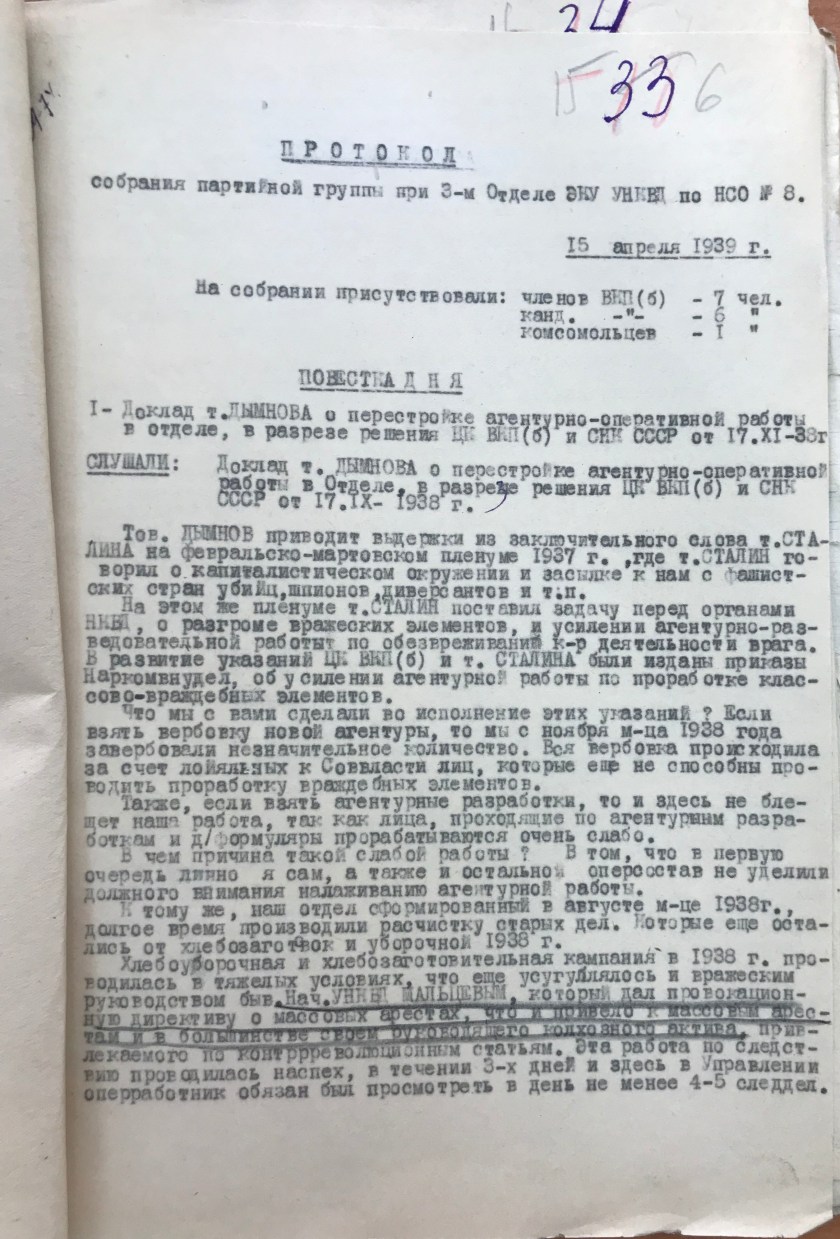 34
15 33 6
П Р О Т О К О Л
собрания партийной группы при 3-м Отделе ЭКУ УНКВД по НСО № 8.
15 апреля 1939 г.
На собрании присутствовали: членов ВКП(б) - 7 чел.
канд. -"- - 6 "
комсомольцев - I "
ПОВЕСТКА Д Н Я
I- Доклад т.ДЫМНОВА о перестройке агентурно-оперативной работы
в отделе, в разрезе решения ЦК ВКП(б) и СНК СССР от 17.XI-38г
СЛУШАЛИ: Доклад т. ДЫМНОВА о перестройке агентурно-оперативной
работы в Отделе, в разрезе решения ЦК ВКП(б) и СНК
СССР от 17.IX- 1938 г.
Тов. ДЫМНОВ приводит выдержки из заключительного слова т.СТА-
ЛИНА на февральско-мартовском пленуме 1937 г. ,где т.СТАЛИН го-
ворил о капиталистическом окружении и засылке к нам с фашист-
ских стран убийц,шпионов,диверсантов и т.п.
На этом же пленуме т.СТАЛИН поставил задачу перед органами
НКВД, о разгроме вражеских элементов, и усилении агентурно-раз-
ведовательной работыт по обезвреживаний к-р деятельности врага.
В развитие указаний ЦК ВКП(б) и т. СТАЛИНА были изданы приказы
Наркомвнудел, об усилении агентурной работы по проработке клас-
сово-враждебных элементов.
Что мы с вами сделали во исполнение этих указаний ? Если
взять вербовку новой агентуры, то мы с ноября м-ца 1938 года
завербовали незначительное количество. Вся вербовка происходила
за счет лойяльных к Соввласти лиц, которые еще не способны про-
водить проработку враждебных элементов.
Также, если взять агентурные разработки, то и здесь не бле-
щет наша работа, так как лица, проходящие по агентурным разра-
боткам и д/формуляры прорабатываются очень слабо.
В чем причина такой слабой работы ? В том, что в первую
очередь лично я сам, а также и остальной оперсостав не уделили
должного внимания налаживанию агентурной работы.
К тому же, наш отдел сформированный в августе м-це 1938г.,
долгое время производили расчистку старых дел. Которые еще оста-
лись от хлебозаготовок и уборочной 1938 г.
Хлебоуборочная и хлебозаготовительная кампания в 1938 г. про-
водилась в тяжелых условиях, что еще усугублялось и вражеским
руководством быв.Нач.УНКВД МАЛЬЦЕВЫМ, который дал провокацион-
ную директиву о массовых арестах, что и привело к массовым арес-
там и в большинстве своем руководящего колхозного актива, прив-
лекаемого по контрреволюционным статьям. Эта работа по следст-
вию проводилась наспех, в течении 3-х дней и здесь в Управлении
оперработник обязан был просмотреть в день не менее 4-5 следдел.